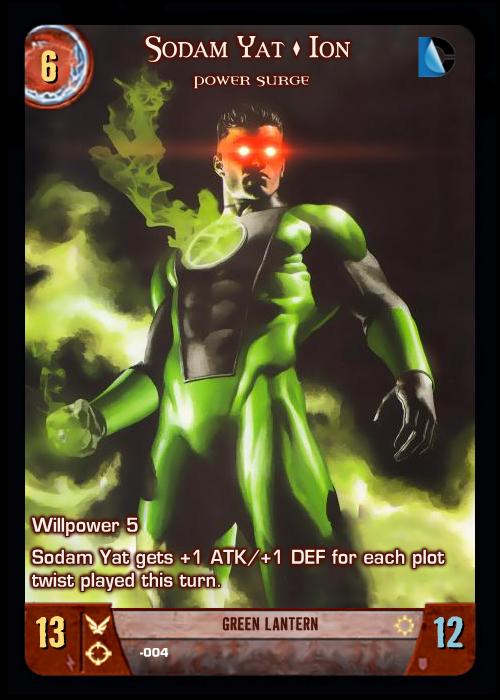 6
SODAM YAT ♦ ION
POWER SURGE
Willpower 5
Sodam Yat gets +1 ATK/+1 DEF for each plot
twist played this turn.
13
GREEN LANTERN
12
-004